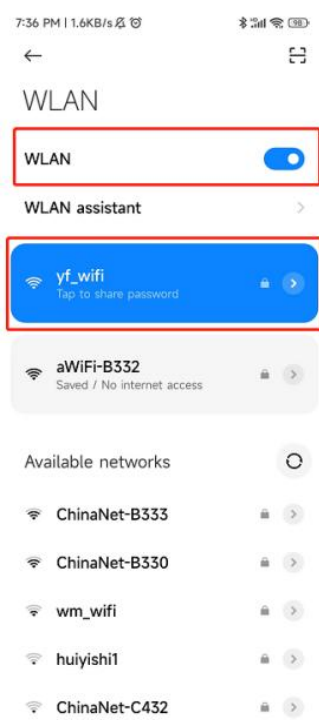 7:36 PM | 1.6KB/s
98
WLAN
WLAN
WLAN assistant
yf_wifi
Tap to share password
aWiFi-B332
Saved / No internet access
Available networks
ChinaNet-B333
ChinaNet-B330
wm_wifi
huiyishi1
ChinaNet-C432